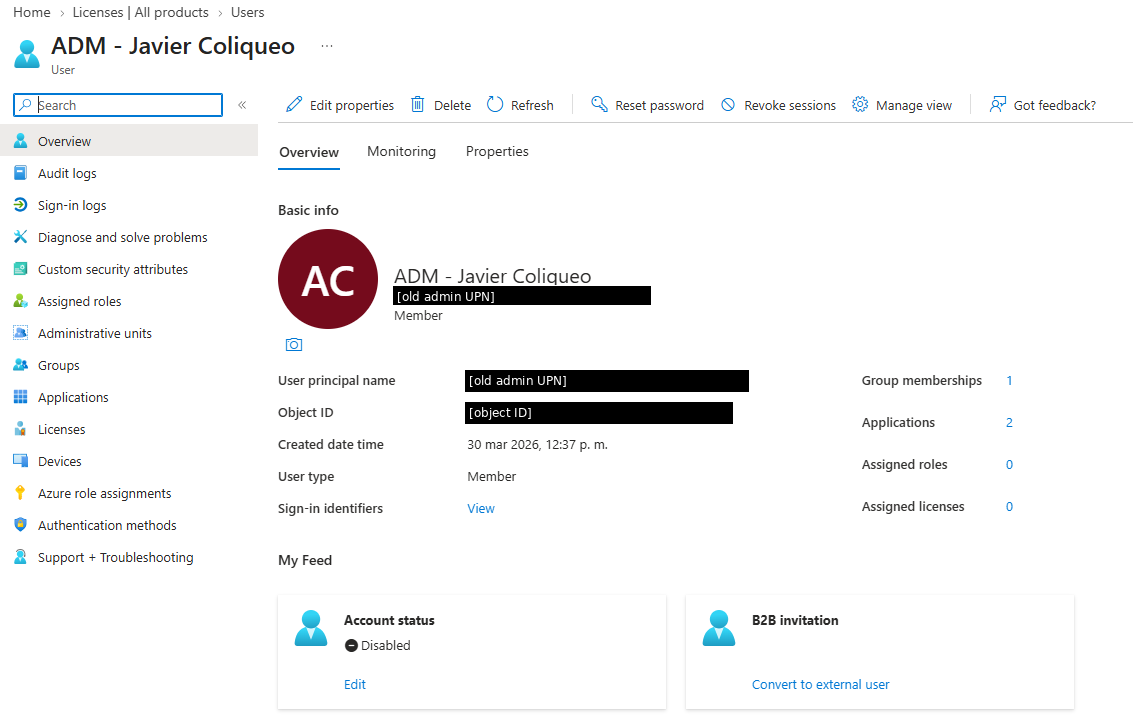 Home > Licenses | All products > Users
ADM - Javier Coliqueo ...
User
Search «
Overview
Audit logs
Sign-in logs
Diagnose and solve problems
Custom security attributes
Assigned roles
Administrative units
Groups
Applications
Licenses
Devices
Azure role assignments
Authentication methods
Support + Troubleshooting
Edit properties Delete Refresh Reset password Revoke sessions Manage view Got feedback?
Overview Monitoring Properties
Basic info
AC
ADM - Javier Coliqueo
[old admin UPN]
Member
User principal name [old admin UPN]
Object ID [object ID]
Created date time 30 mar 2026, 12:37 p. m.
User type Member
Sign-in identifiers View
Group memberships 1
Applications 2
Assigned roles 0
Assigned licenses 0
My Feed
Account status
Disabled
Edit
B2B invitation
Convert to external user